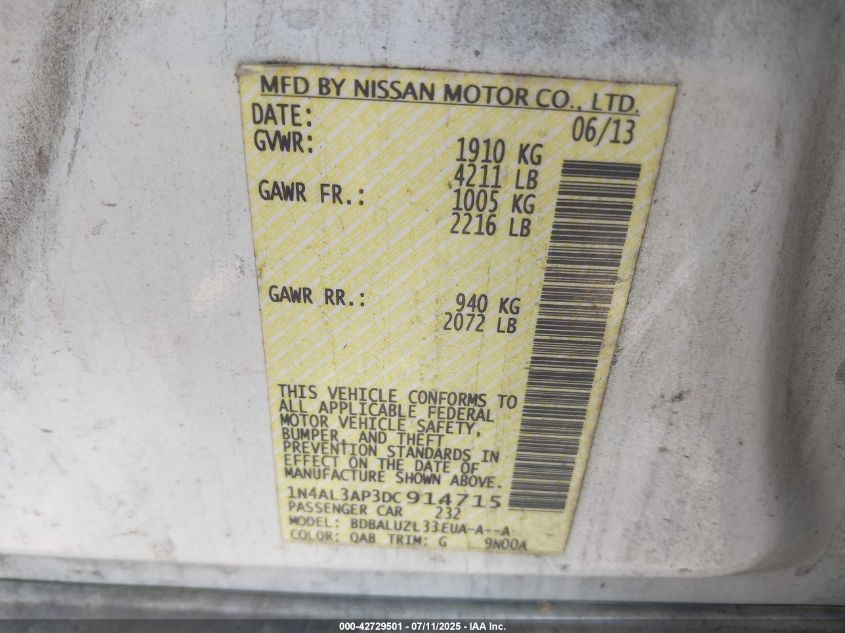 MFD BY NISSAN MOTOR CO., LTD.
DATE: 06/13
GVWR: 1910 KG
4211 LB
GAWR FR.: 1005 KG
2216 LB
GAWR RR.: 940 KG
2072 LB
THIS VEHICLE CONFORMS TO
ALL APPLICABLE FEDERAL
MOTOR VEHICLE SAFETY,
BUMPER, AND THEFT
PREVENTION STANDARDS IN
EFFECT ON THE DATE OF
MANUFACTURE SHOWN ABOVE.
1N4AL3AP3DC914715
PASSENGER CAR 232
MODEL: BDBALUZL33EUA-A--A
COLOR: QAB TRIM: G 9N00A
000-42729501 - 07/11/2025 - IAA Inc.